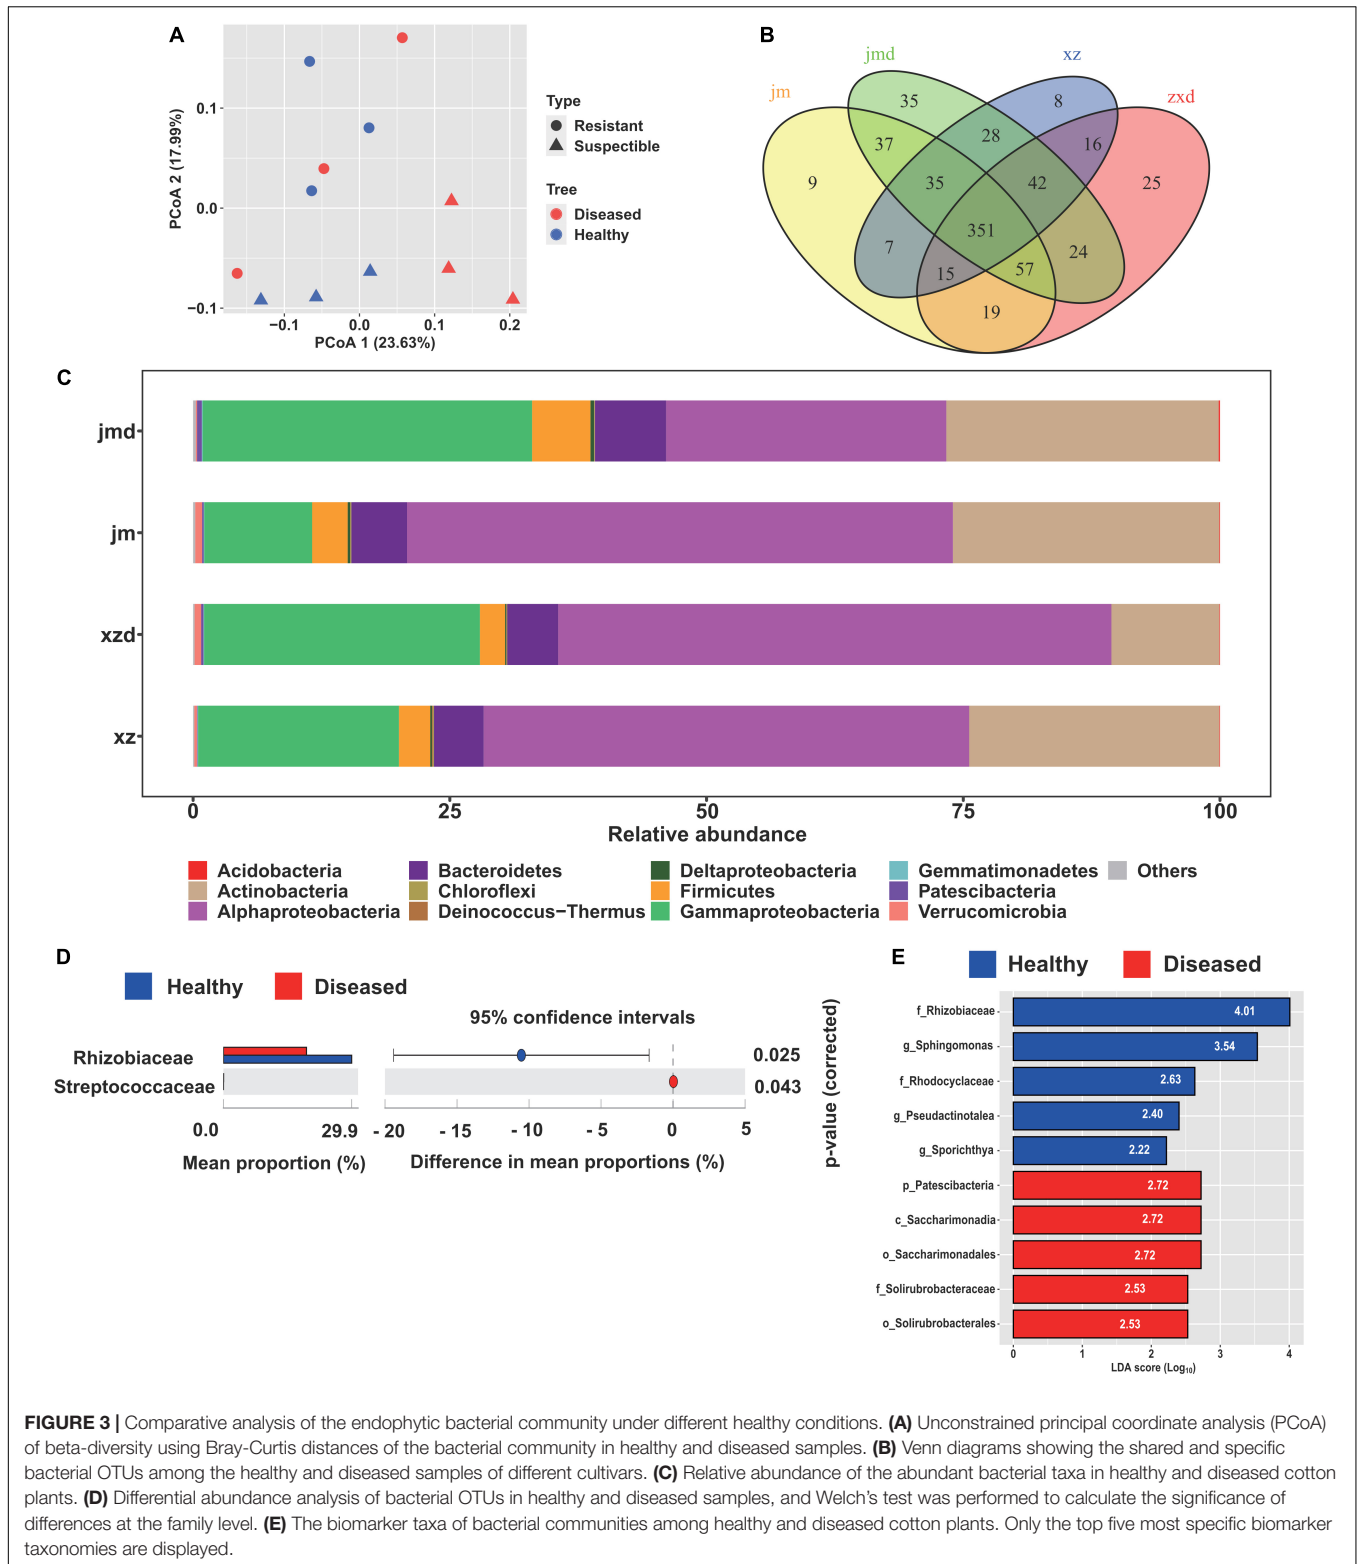 A
PCoA 2 (17.99%)
0.1
0.0
−0.1
−0.1 0.0 0.1 0.2
PCoA 1 (23.63%)
Type
Resistant
Suspectible
Tree
Diseased
Healthy
B
jm
jmd
xz
zxd
35
8
37
28
16
9
35
42
25
351
7
24
15
57
19
C
jmd
jm
xzd
xz
0 25 50 75 100
Relative abundance
Acidobacteria Bacteroidetes Deltaproteobacteria Gemmatimonadetes Others
Actinobacteria Chloroflexi Firmicutes Patescibacteria
Alphaproteobacteria Deinococcus−Thermus Gammaproteobacteria Verrucomicrobia
D
Healthy Diseased
95% confidence intervals
Rhizobiaceae 0.025
Streptococcaceae 0.043
0.0 29.9 - 20 - 15 - 10 - 5 0 5
Mean proportion (%) Difference in mean proportions (%)
p-value (corrected)
E
Healthy Diseased
f_Rhizobiaceae 4.01
g_Sphingomonas 3.54
f_Rhodocyclaceae 2.63
g_Pseudactinotalea 2.40
g_Sporichthya 2.22
p_Patescibacteria 2.72
c_Saccharimonadia 2.72
o_Saccharimonadales 2.72
f_Solirubrobacteraceae 2.53
o_Solirubrobacterales 2.53
0 1 2 3 4
LDA score (Log₁₀)
FIGURE 3 | Comparative analysis of the endophytic bacterial community under different healthy conditions. (A) Unconstrained principal coordinate analysis (PCoA)
of beta-diversity using Bray-Curtis distances of the bacterial community in healthy and diseased samples. (B) Venn diagrams showing the shared and specific
bacterial OTUs among the healthy and diseased samples of different cultivars. (C) Relative abundance of the abundant bacterial taxa in healthy and diseased cotton
plants. (D) Differential abundance analysis of bacterial OTUs in healthy and diseased samples, and Welch's test was performed to calculate the significance of
differences at the family level. (E) The biomarker taxa of bacterial communities among healthy and diseased cotton plants. Only the top five most specific biomarker
taxonomies are displayed.